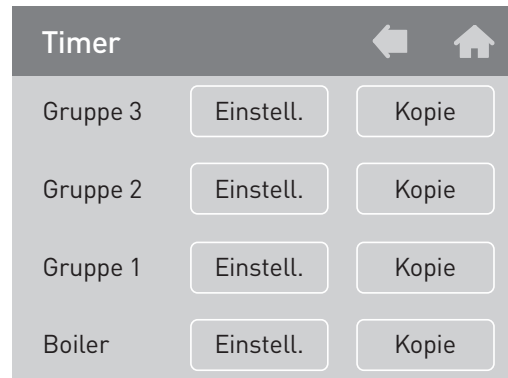 Timer
Gruppe 3 Einstell. Kopie
Gruppe 2 Einstell. Kopie
Gruppe 1 Einstell. Kopie
Boiler Einstell. Kopie